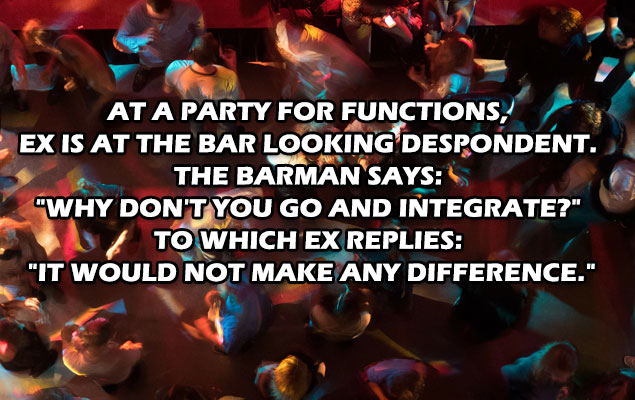 AT A PARTY FOR FUNCTIONS,
EX IS AT THE BAR LOOKING DESPONDENT.
THE BARMAN SAYS:
"WHY DON'T YOU GO AND INTEGRATE?"
TO WHICH EX REPLIES:
"IT WOULD NOT MAKE ANY DIFFERENCE."